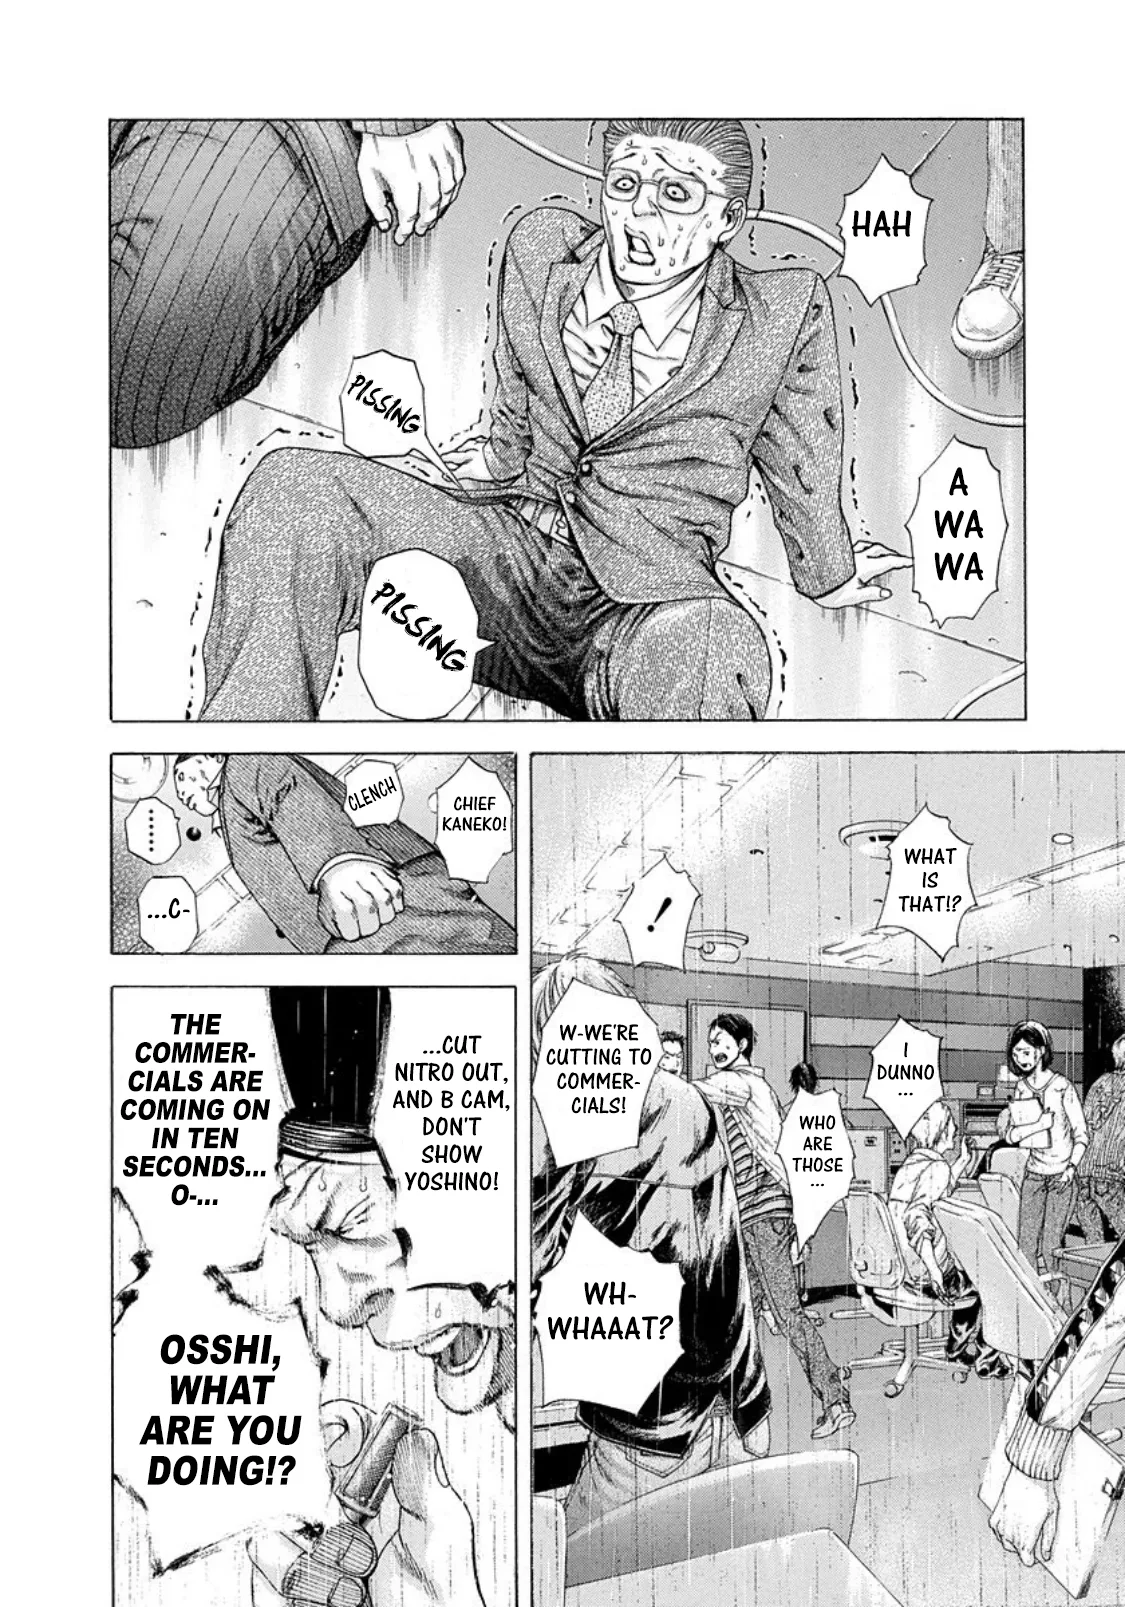 HAH
A
WA
WA
PISSING
PISSING
WHAT
IS
THAT!?
!
I
DUNNO
...
W-WE'RE
CUTTING TO
COMMER-
CIALS!
WHO
ARE
THOSE
...
WH-
WHAAAT?
CHIEF
KANEKO!
CLENCH
......
...C-
...CUT
NITRO OUT,
AND B CAM,
DON'T
SHOW
YOSHINO!
THE
COMMER-
CIALS ARE
COMING ON
IN TEN
SECONDS...
O-...
OSSHI,
WHAT
ARE YOU
DOING!?